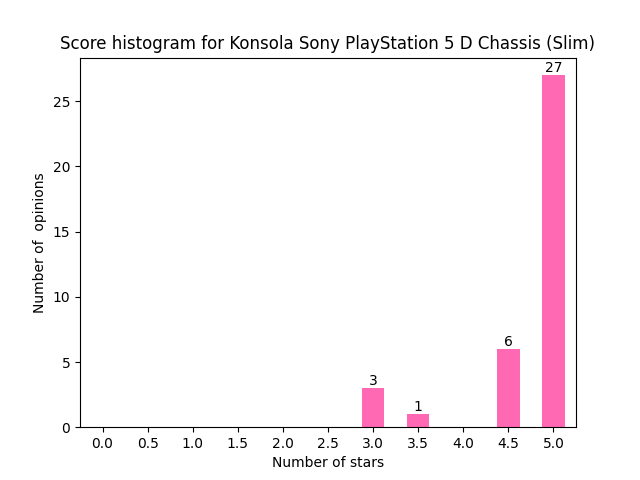 Score histogram for Konsola Sony PlayStation 5 D Chassis (Slim)
27
25
20
Number of  opinions
15
10
6
5
3
1
0
0.0 0.5 1.0 1.5 2.0 2.5 3.0 3.5 4.0 4.5 5.0
Number of stars